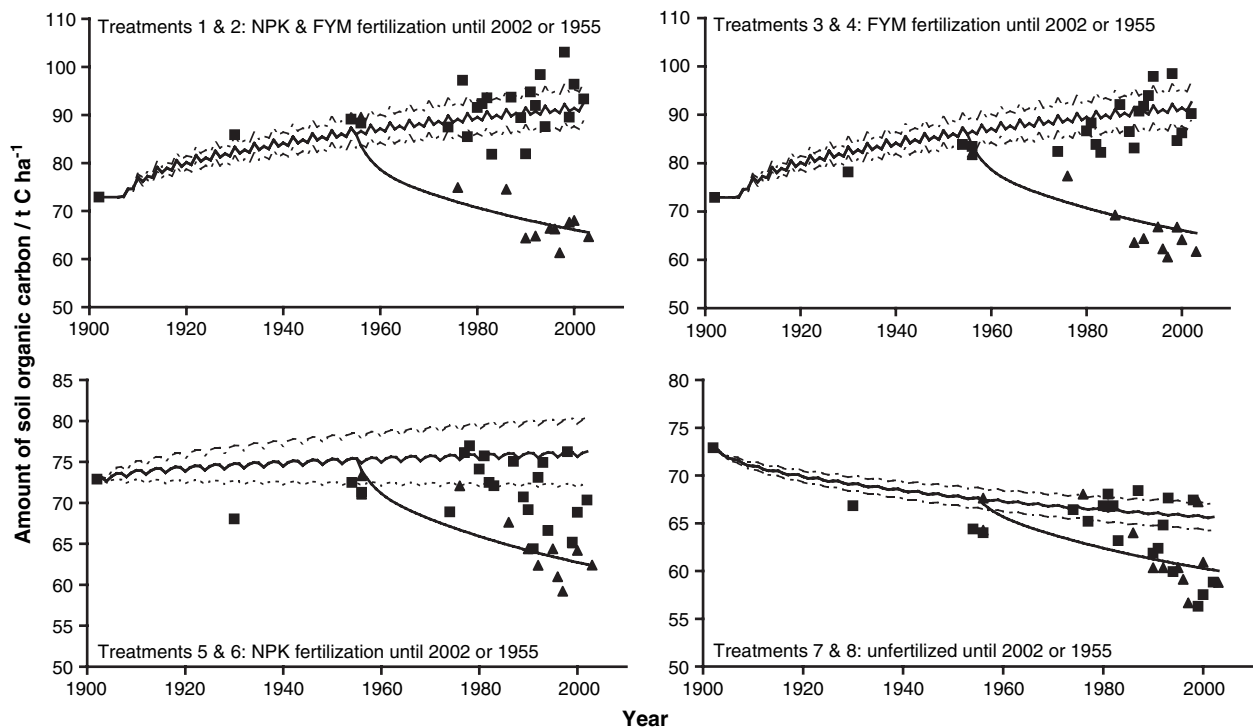 Amount of soil organic carbon / t C ha⁻¹
Treatments 1 & 2: NPK & FYM fertilization until 2002 or 1955
110
100
90
80
70
60
50
1900 1920 1940 1960 1980 2000
Treatments 3 & 4: FYM fertilization until 2002 or 1955
110
100
90
80
70
60
50
1900 1920 1940 1960 1980 2000
85
80
75
70
65
60
55
50
Treatments 5 & 6: NPK fertilization until 2002 or 1955
1900 1920 1940 1960 1980 2000
80
75
70
65
60
55
50
Treatments 7 & 8: unfertilized until 2002 or 1955
1900 1920 1940 1960 1980 2000
Year